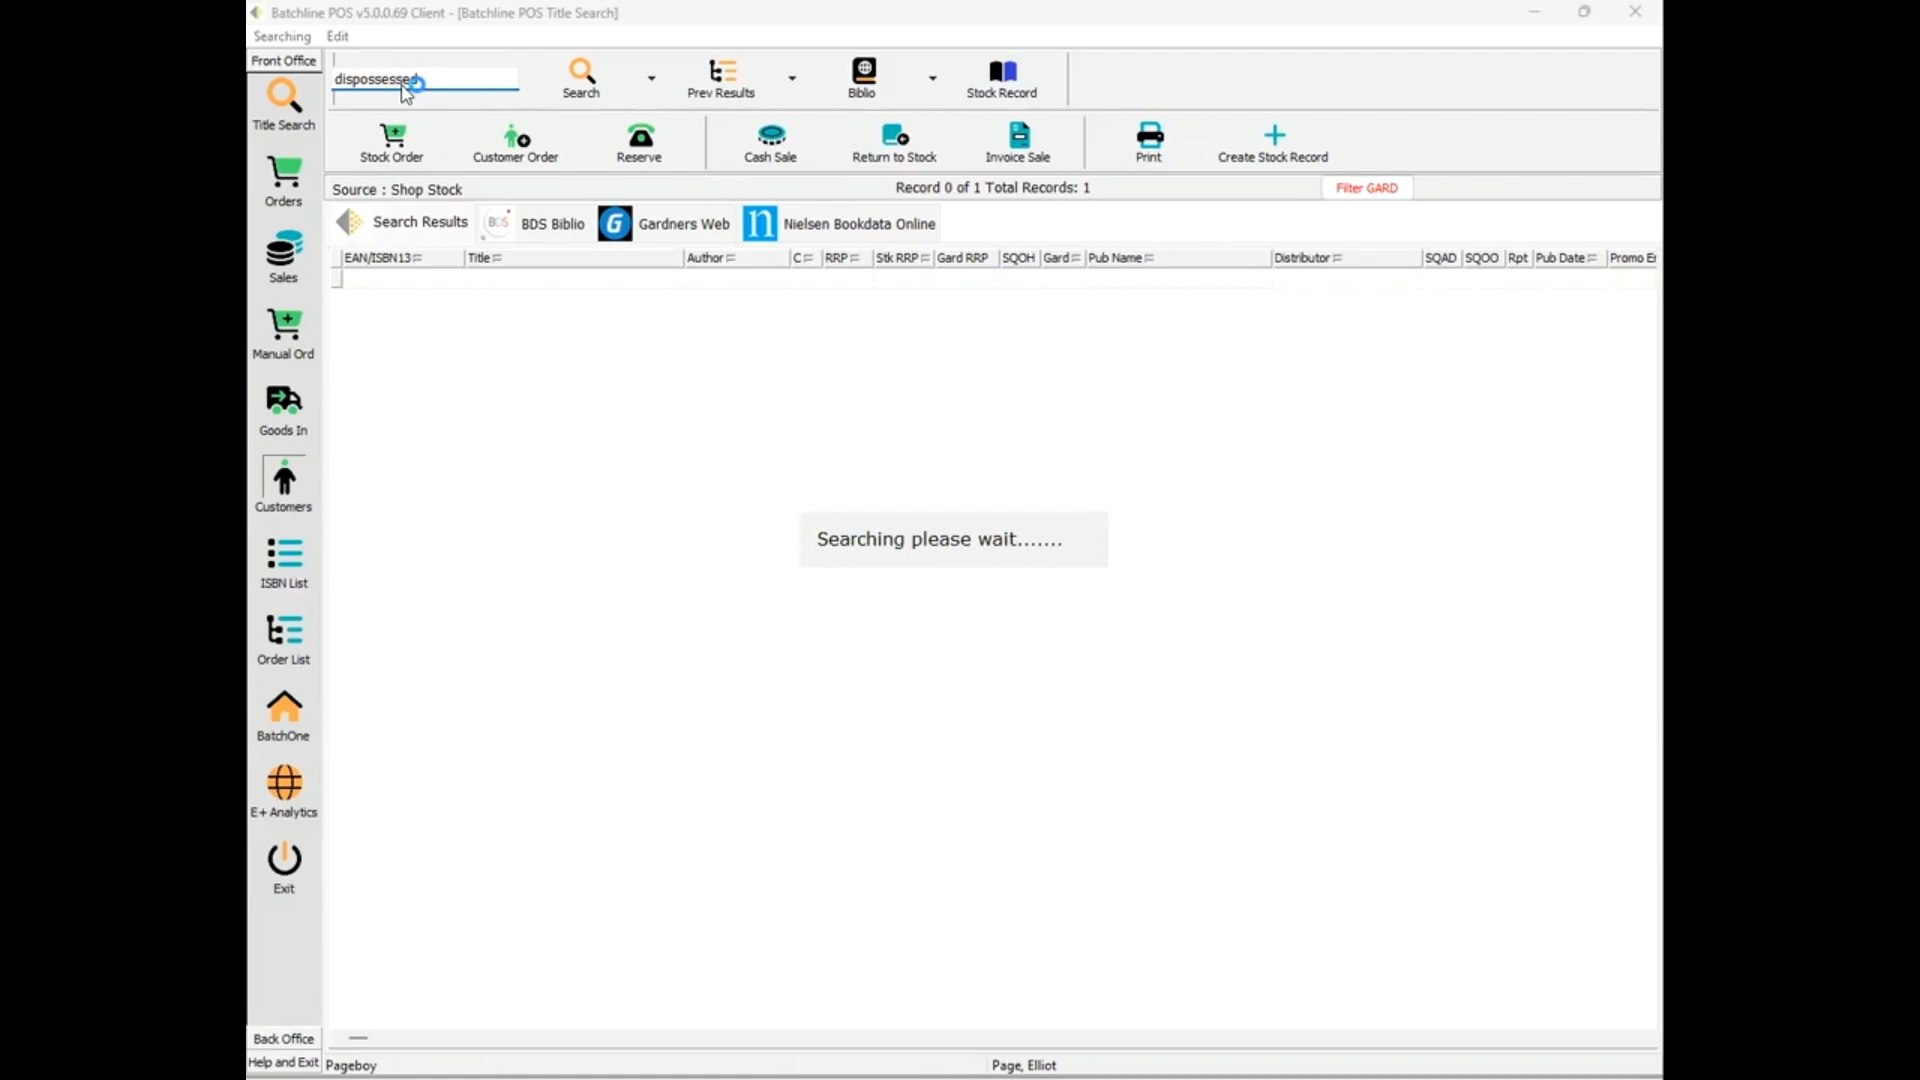 Batchline POS v5.0.0.69 Client - [Batchline POS Title Search]
Searching Edit
Front Office
dispossessed
Search Prev Results Biblio Stock Record
Title Search
Stock Order Customer Order Reserve Cash Sale Return to Stock Invoice Sale Print Create Stock Record
Source : Shop Stock Record 0 of 1 Total Records: 1 Filter GARD
Orders
Search Results BDS BDS Biblio G Gardners Web n Nielsen Bookdata Online
EAN/ISBN13 Title Author C RRP Stk RRP Gard RRP SQOH Gard Pub Name Distributor SQAD SQOO Rpt Pub Date Promo Er
Sales
Manual Ord
Goods In
Customers
Searching please wait.......
ISBN List
Order List
BatchOne
E+ Analytics
Exit
Back Office
Help and Exit Pageboy Page, Elliot